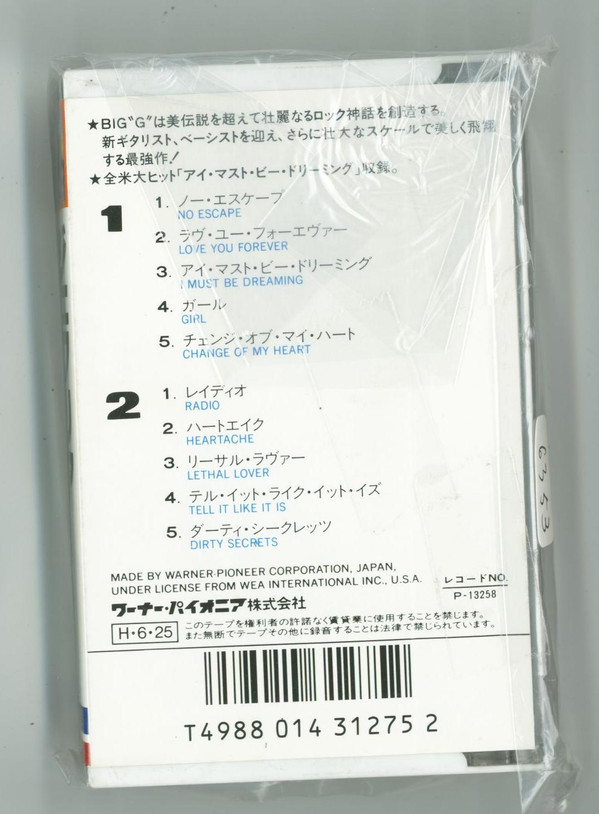 ★BIG"G"は美伝説を超えて壮麗なるロック神話を創造する。
新ギタリスト、ベーシストを迎え、さらに壮大なスケールで美しく飛翔
する最強作!
★全米大ヒット「アイ・マスト・ビー・ドリーミング」収録。
1
1. ノー・エスケープ
NO ESCAPE
2. ラヴ・ユー・フォーエヴァー
LOVE YOU FOREVER
3. アイ・マスト・ビー・ドリーミング
I MUST BE DREAMING
4. ガール
GIRL
5. チェンジ・オブ・マイ・ハート
CHANGE OF MY HEART
2
1. レイディオ
RADIO
2. ハートエイク
HEARTACHE
3. リーサル・ラヴァー
LETHAL LOVER
4. テル・イット・ライク・イット・イズ
TELL IT LIKE IT IS
5. ダーティ・シークレッツ
DIRTY SECRETS
MADE BY WARNER-PIONEER CORPORATION, JAPAN,
UNDER LICENSE FROM WEA INTERNATIONAL INC., U.S.A.
レコードNO.
P-13258
ワーナー・パイオニア株式会社
H・6・25
このテープを権利者の許諾なく賃貸業に使用することを禁じます。
また無断でテープその他に録音することは法律で禁じられています。
T4988 014 31275 2
6353